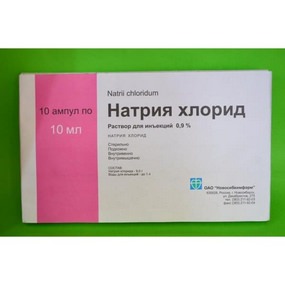 Natrii chloridum
10 ампул по
10 мл
Натрия хлорид
Раствор для инъекций 0,9 %
НАТРИЯ ХЛОРИД
Стерильно
Подкожно
Внутривенно
Внутримышечно
СОСТАВ
ОАО "Новосибхимфарм"